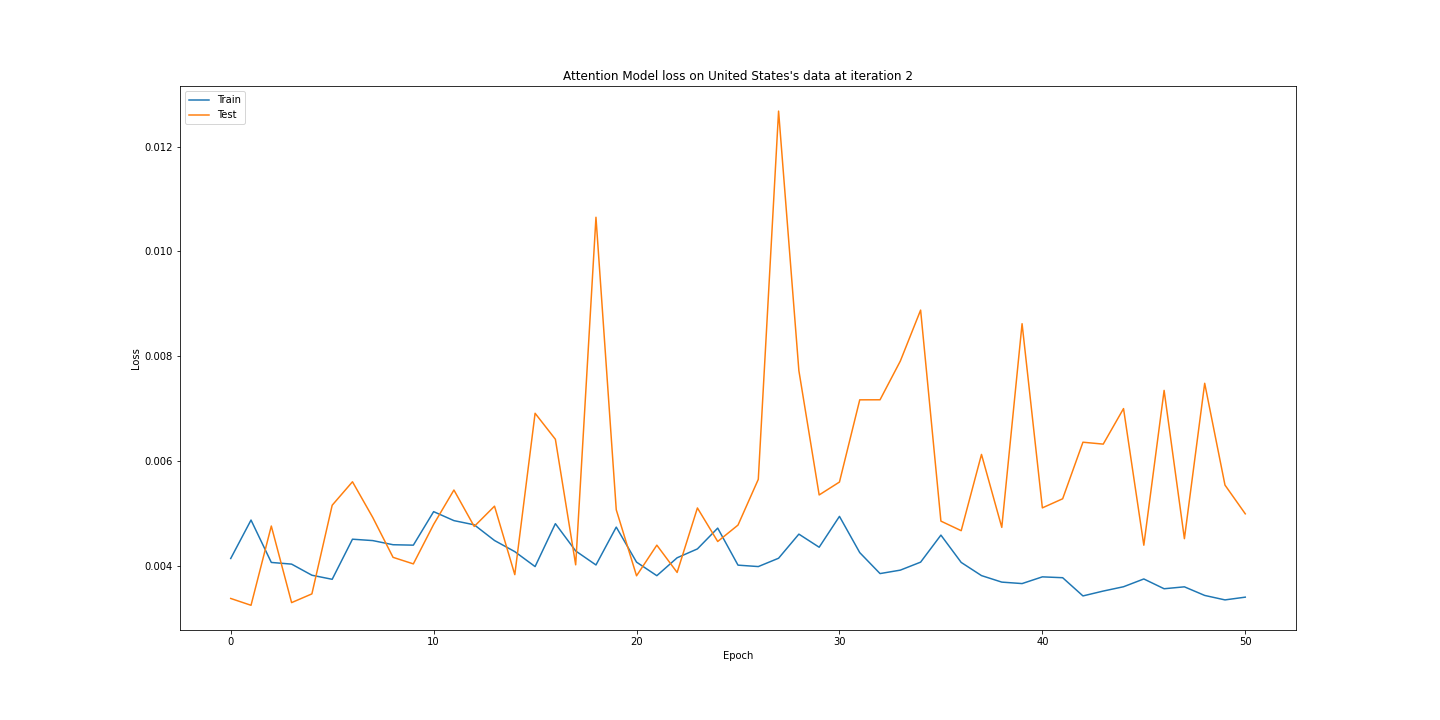 Attention Model loss on United States's data at iteration 2
Train
Test
0.012
0.010
0.008
0.006
0.004
Loss
0
10
20
30
40
50
Epoch